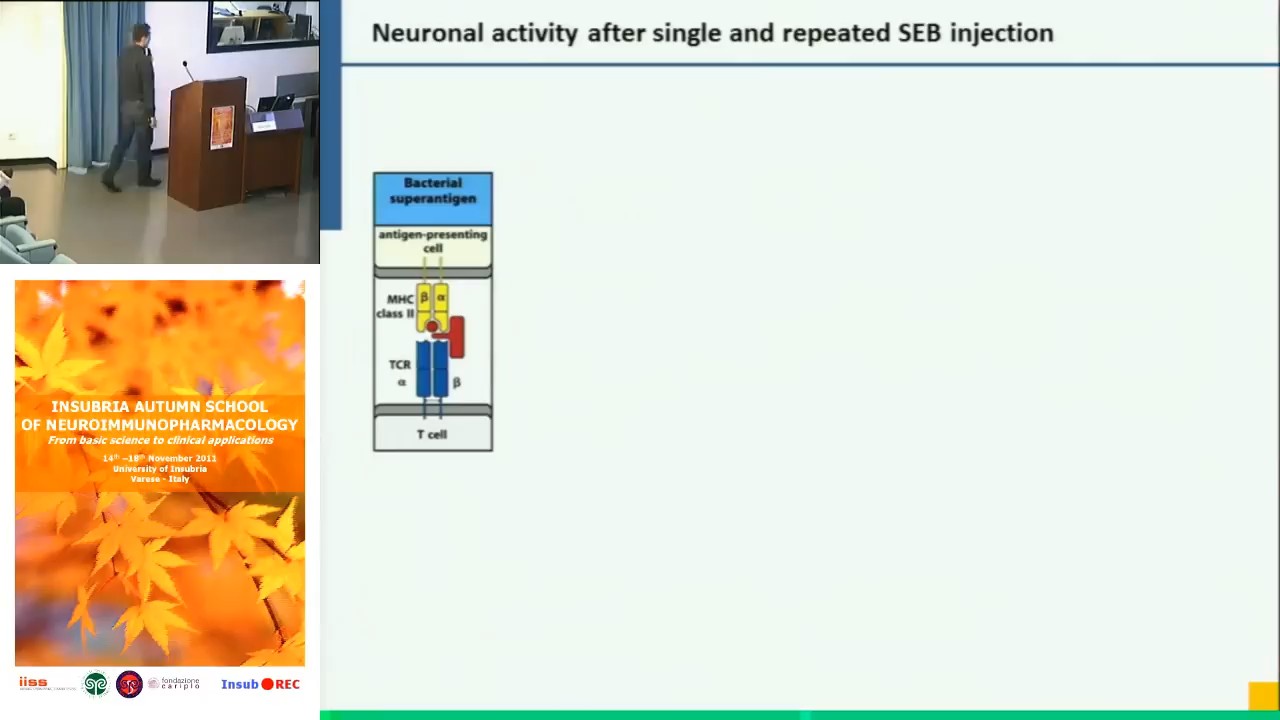 Neuronal activity after single and repeated SEB injection
Bacterial
superantigen
antigen-presenting
cell
MHC
class II
β α
TCR
α
β
T cell
INSUBRIA AUTUMN SCHOOL
OF NEUROIMMUNOPHARMACOLOGY
From basic science to clinical applications
14th –18th November 2011
University of Insubria
Varese - Italy
iiss
fondazione
cariplo
Insub REC